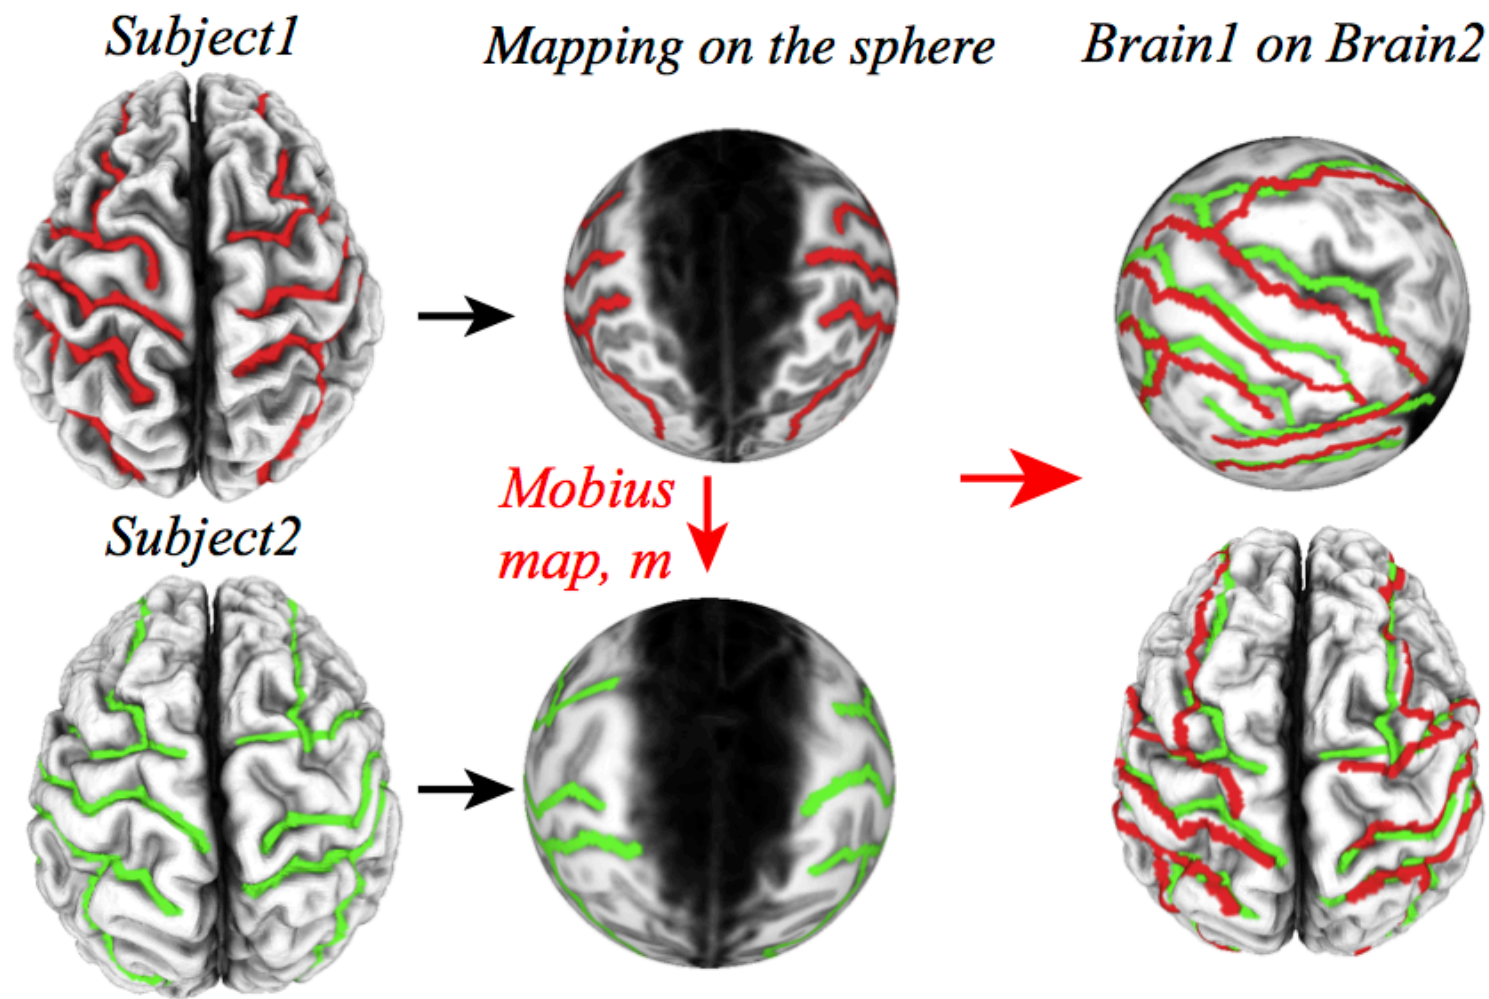 Subject1
Mapping on the sphere
Brain1 on Brain2
Mobius
map, m
Subject2